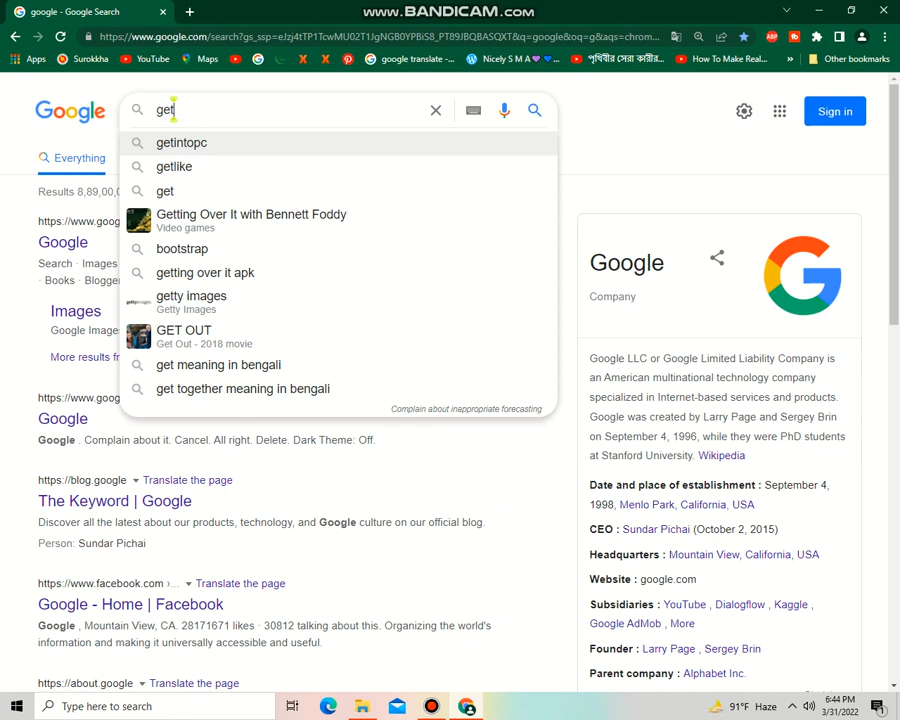 google - Google Search
www.BANDICAM.com
https://www.google.com/search?gs_ssp=eJzj4tTP1TcwMU02T1JgNGB0YPBiS8_PT89JBQBASQXT&q=google&oq=g&aqs=chrom...
Apps Surokkha YouTube Maps google translate -... Nicely S M A💜💙... পৃথিবীর সেরা কারীর... How To Make Real... » Other bookmarks
Google
get
Sign in
getintopc
Everything
getlike
Results 8,89,00,0
get
Getting Over It with Bennett Foddy
Video games
https://www.goog
Google
bootstrap
Search · Images
getting over it apk
· Books · Blogger
getty images
Getty Images
Images
Google Image
GET OUT
Get Out - 2018 movie
More results fr
get meaning in bengali
get together meaning in bengali
Complain about inappropriate forecasting
https://www.goog
Google
Google . Complain about it. Cancel. All right. Delete. Dark Theme: Off.
https://blog.google ▾ Translate the page
The Keyword | Google
Discover all the latest about our products, technology, and Google culture on our official blog.
Person: Sundar Pichai
https://www.facebook.com ›... ▾ Translate the page
Google - Home | Facebook
Google , Mountain View, CA. 28171671 likes · 30812 talking about this. Organizing the world's
information and making it universally accessible and useful.
https://about.google ▾ Translate the page
Google
Company
Google LLC or Google Limited Liability Company is
an American multinational technology company
specialized in Internet-based services and products.
Google was created by Larry Page and Sergey Brin
on September 4, 1996, while they were PhD students
at Stanford University. Wikipedia
Date and place of establishment : September 4,
1998, Menlo Park, California, USA
CEO : Sundar Pichai (October 2, 2015)
Headquarters : Mountain View, California, USA
Website : google.com
Subsidiaries : YouTube , Dialogflow , Kaggle ,
Google AdMob , More
Founder : Larry Page , Sergey Brin
Parent company : Alphabet Inc.
Type here to search
91°F Haze
6:44 PM
3/31/2022